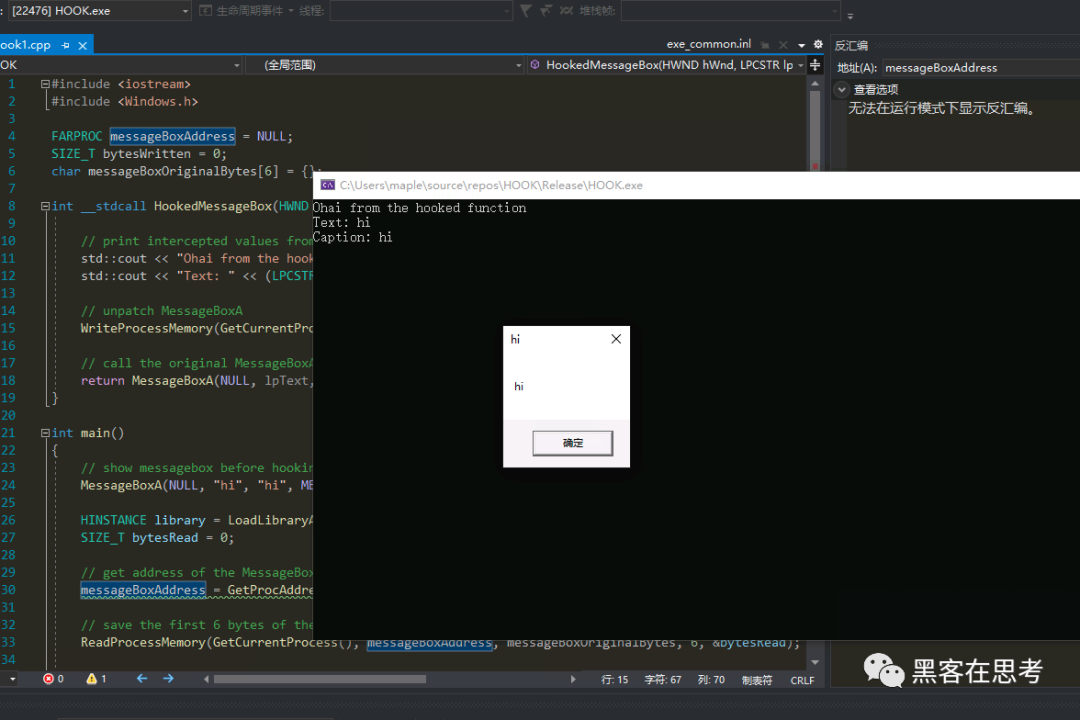 [22476] HOOK.exe 生命周期事件 线程: 堆栈帧:
ook1.cpp
exe_common.inl
反汇编
OK
(全局范围)
HookedMessageBox(HWND hWnd, LPCSTR lp
地址(A): messageBoxAddress
查看选项
无法在运行模式下显示反汇编。
1 #include <iostream>
2 #include <Windows.h>
3
4 FARPROC messageBoxAddress = NULL;
5 SIZE_T bytesWritten = 0;
6 char messageBoxOriginalBytes[6] = {};
7
8 int __stdcall HookedMessageBox(HWND
9
10 // print intercepted values from
11 std::cout << "Ohai from the hook
12 std::cout << "Text: " << (LPCSTR
13
14 // unpatch MessageBoxA
15 WriteProcessMemory(GetCurrentPro
16
17 // call the original MessageBoxA
18 return MessageBoxA(NULL, lpText,
19 }
20
21 int main()
22 {
23 // show messagebox before hookin
24 MessageBoxA(NULL, "hi", "hi", MB
25
26 HINSTANCE library = LoadLibraryA
27 SIZE_T bytesRead = 0;
28
29 // get address of the MessageBox
30 messageBoxAddress = GetProcAddre
31
32 // save the first 6 bytes of the
33 ReadProcessMemory(GetCurrentProcess(), messageBoxAddress, messageBoxOriginalBytes, 6, &bytesRead);
34
C:\Users\maple\source\repos\HOOK\Release\HOOK.exe
Ohai from the hooked function
Text: hi
Caption: hi
hi
hi
确定
0 1 行: 15 字符: 67 列: 70 制表符 CRLF
黑客在思考